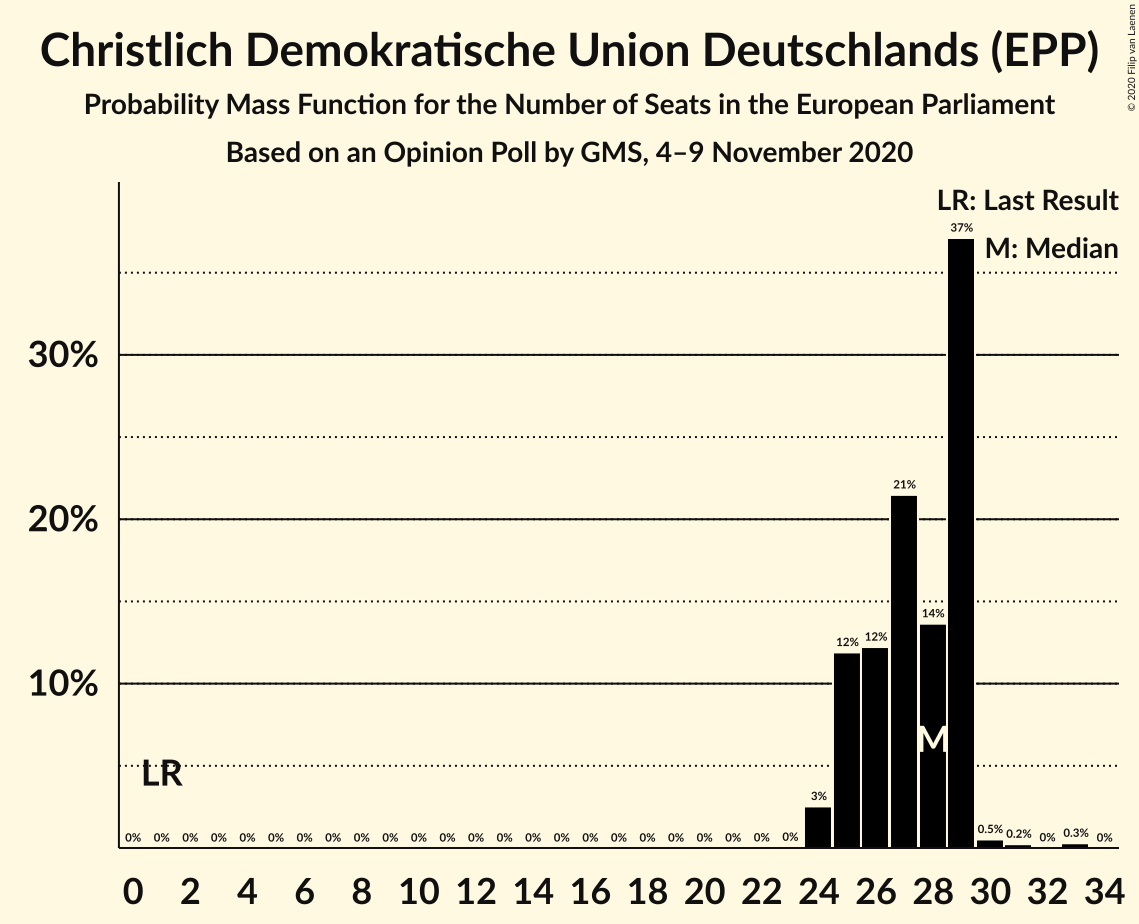 Christlich Demokratische Union Deutschlands (EPP)
Probability Mass Function for the Number of Seats in the European Parliament
Based on an Opinion Poll by GMS, 4–9 November 2020
© 2020 Filip van Laenen
LR: Last Result
M: Median
37%
30%
21%
20%
14%
12% 12%
10%
M
LR
3%
0% 0% 0% 0% 0% 0% 0% 0% 0% 0% 0% 0% 0% 0% 0% 0% 0% 0% 0% 0% 0% 0% 0% 0% 0.5% 0.2% 0% 0.3% 0%
0 2 4 6 8 10 12 14 16 18 20 22 24 26 28 30 32 34